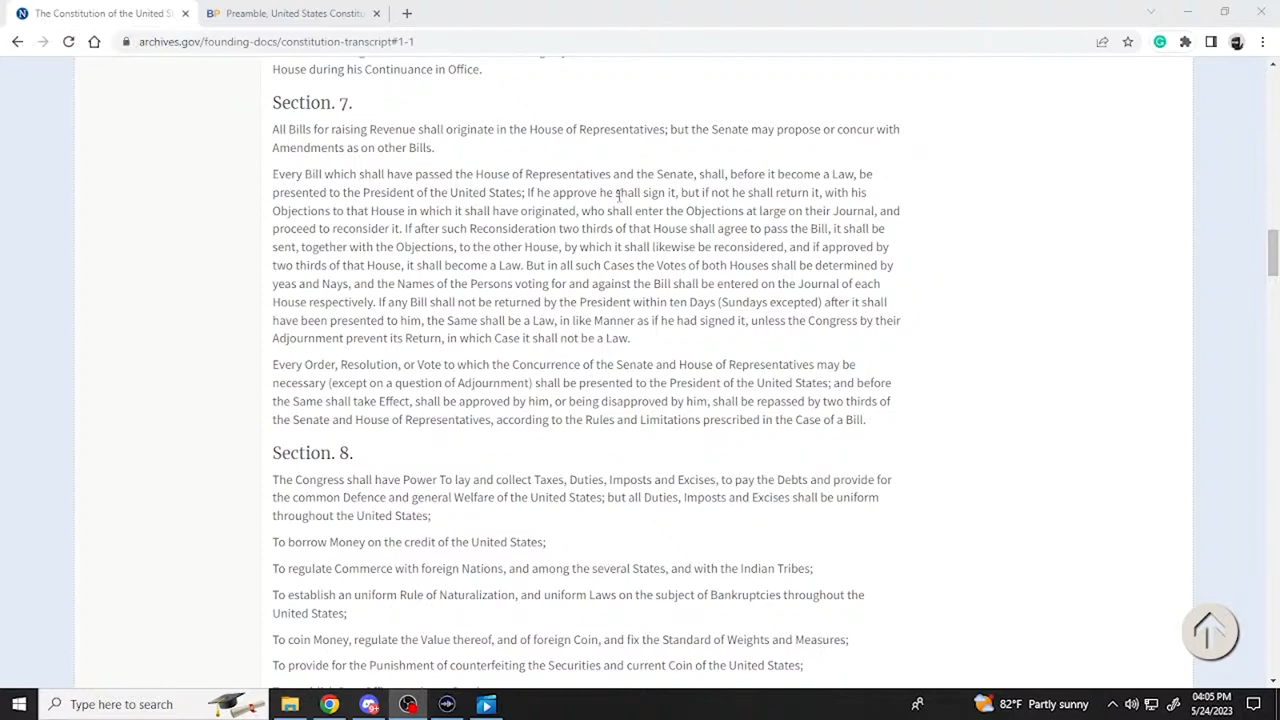 The Constitution of the United S
Preamble, United States Constitu
archives.gov/founding-docs/constitution-transcript#1-1
House during his Continuance in Office.
Section. 7.
All Bills for raising Revenue shall originate in the House of Representatives; but the Senate may propose or concur with
Amendments as on other Bills.
Every Bill which shall have passed the House of Representatives and the Senate, shall, before it become a Law, be
presented to the President of the United States; If he approve he shall sign it, but if not he shall return it, with his
Objections to that House in which it shall have originated, who shall enter the Objections at large on their Journal, and
proceed to reconsider it. If after such Reconsideration two thirds of that House shall agree to pass the Bill, it shall be
sent, together with the Objections, to the other House, by which it shall likewise be reconsidered, and if approved by
two thirds of that House, it shall become a Law. But in all such Cases the Votes of both Houses shall be determined by
yeas and Nays, and the Names of the Persons voting for and against the Bill shall be entered on the Journal of each
House respectively. If any Bill shall not be returned by the President within ten Days (Sundays excepted) after it shall
have been presented to him, the Same shall be a Law, in like Manner as if he had signed it, unless the Congress by their
Adjournment prevent its Return, in which Case it shall not be a Law.
Every Order, Resolution, or Vote to which the Concurrence of the Senate and House of Representatives may be
necessary (except on a question of Adjournment) shall be presented to the President of the United States; and before
the Same shall take Effect, shall be approved by him, or being disapproved by him, shall be repassed by two thirds of
the Senate and House of Representatives, according to the Rules and Limitations prescribed in the Case of a Bill.
Section. 8.
The Congress shall have Power To lay and collect Taxes, Duties, Imposts and Excises, to pay the Debts and provide for
the common Defence and general Welfare of the United States; but all Duties, Imposts and Excises shall be uniform
throughout the United States;
To borrow Money on the credit of the United States;
To regulate Commerce with foreign Nations, and among the several States, and with the Indian Tribes;
To establish an uniform Rule of Naturalization, and uniform Laws on the subject of Bankruptcies throughout the
United States;
To coin Money, regulate the Value thereof, and of foreign Coin, and fix the Standard of Weights and Measures;
To provide for the Punishment of counterfeiting the Securities and current Coin of the United States;
Type here to search
82°F Partly sunny
04:05 PM
5/24/2023